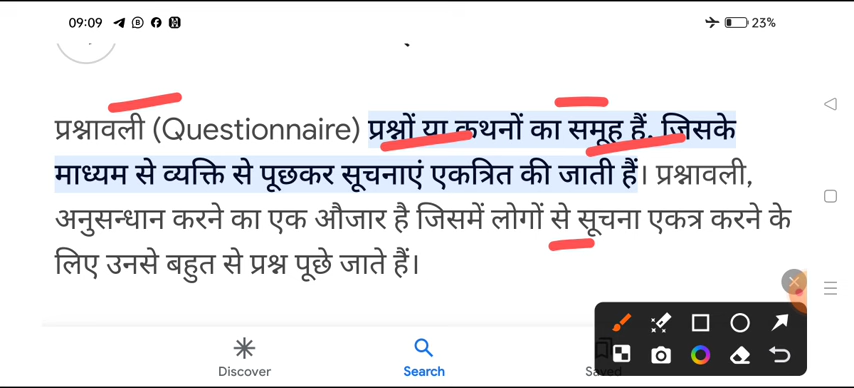 09:09
23%
प्रश्नावली (Questionnaire) प्रश्नों या कथनों का समूह हैं, जिसके
माध्यम से व्यक्ति से पूछकर सूचनाएं एकत्रित की जाती हैं। प्रश्नावली,
अनुसन्धान करने का एक औजार है जिसमें लोगों से सूचना एकत्र करने के
लिए उनसे बहुत से प्रश्न पूछे जाते हैं।
Discover
Search
Saved